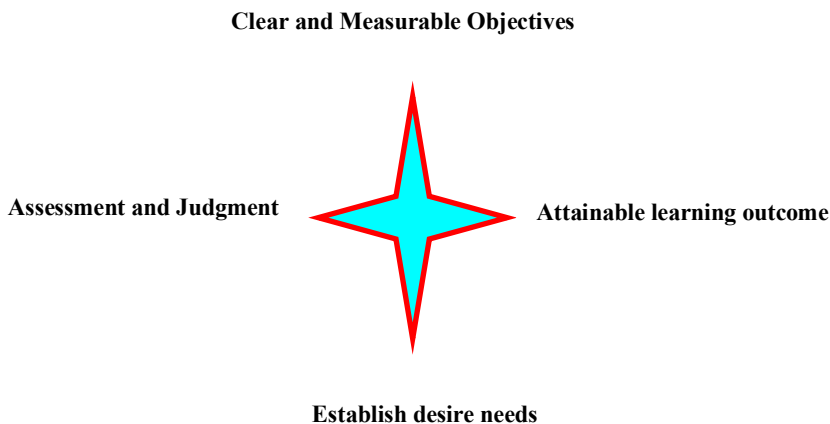 Clear and Measurable Objectives
Assessment and Judgment
Attainable learning outcome
Establish desire needs